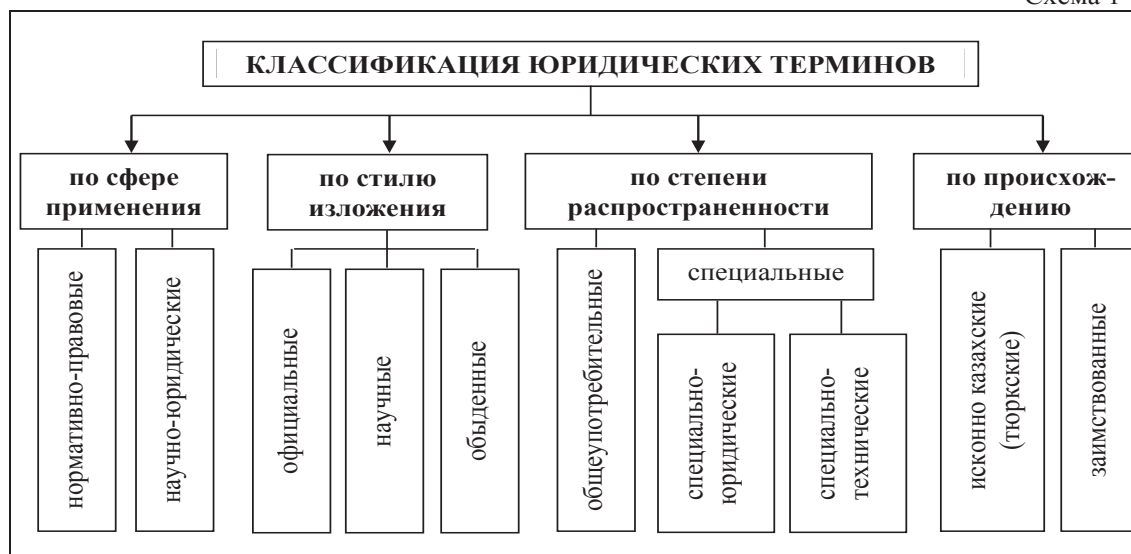 Схема 1
КЛАССИФИКАЦИЯ ЮРИДИЧЕСКИХ ТЕРМИНОВ
по сфере
применения
по стилю
изложения
по степени
распространенности
по происхож-
дению
нормативно-правовые
научно-юридические
официальные
научные
обыденные
общеупотребительные
специальные
специально-
юридические
специально-
технические
исконно казахские
(тюркские)
заимствованные